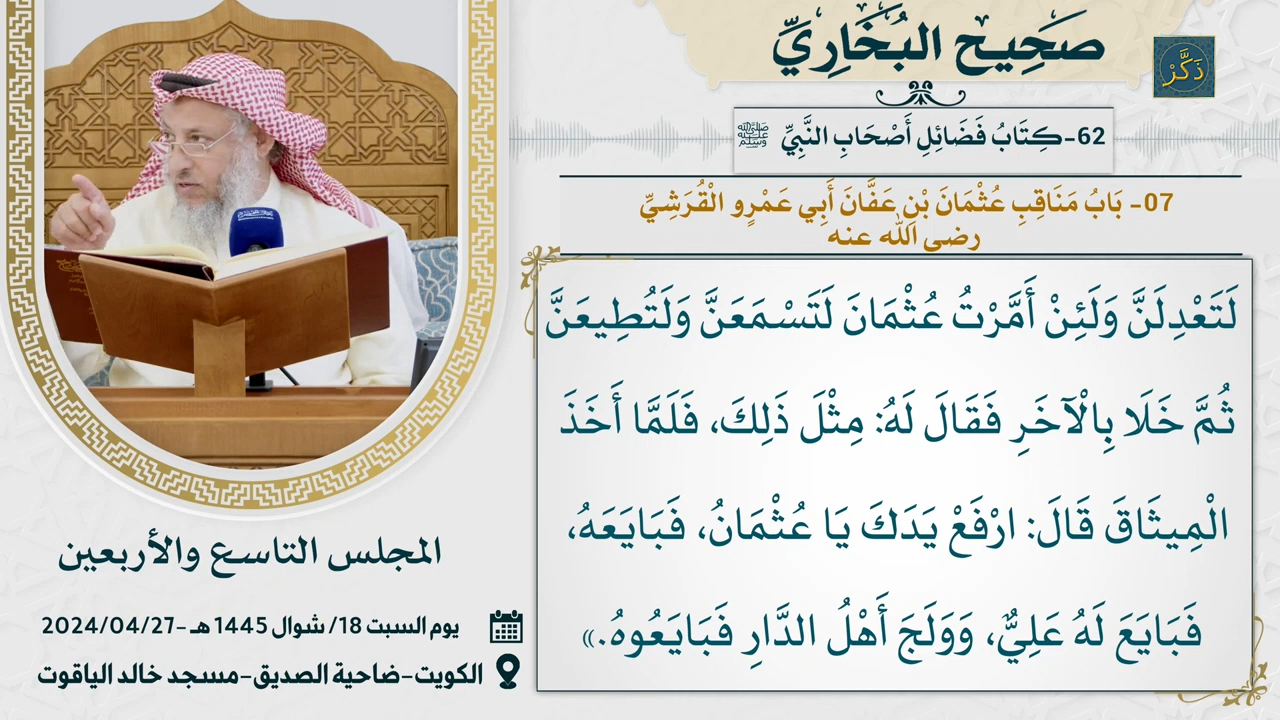 صَحِيح البُخَارِيِّ
ذَكَّرْ
62-كِتَابُ فَضَائِلِ أَصْحَابِ النَّبِيِّ ﷺ
07- بَابُ مَنَاقِبِ عُثْمَانَ بْنِ عَفَّانَ أَبِي عَمْرٍو الْقُرَشِيِّ
رضي الله عنه
لَتَعْدِلَنَّ وَلَئِنْ أَمَّرْتُ عُثْمَانَ لَتَسْمَعَنَّ وَلَتُطِيعَنَّ
ثُمَّ خَلَا بِالْآخَرِ فَقَالَ لَهُ: مِثْلَ ذَلِكَ، فَلَمَّا أَخَذَ
الْمِيثَاقَ قَالَ: ارْفَعْ يَدَكَ يَا عُثْمَانُ، فَبَايَعَهُ،
فَبَايَعَ لَهُ عَلِيٌّ، وَوَلَجَ أَهْلُ الدَّارِ فَبَايَعُوهُ.»
المجلس التاسع والأربعين
يوم السبت 18/ شوال 1445 هـ -2024/04/27
الكويت-ضاحية الصديق-مسجد خالد الياقوت